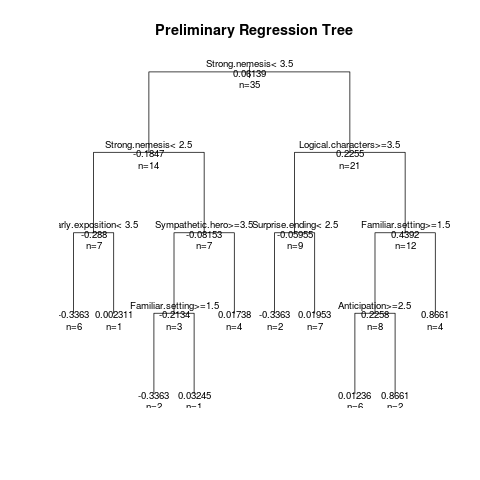 Preliminary Regression Tree
Strong.nemesis< 3.5
0.06139
n=35
Strong.nemesis< 2.5
-0.1847
n=14
Logical.characters>=3.5
0.2255
n=21
arly.exposition< 3.5
-0.288
n=7
Sympathetic.hero>=3.5
-0.08153
n=7
Surprise.ending< 2.5
-0.05955
n=9
Familiar.setting>=1.5
0.4392
n=12
-0.3363
n=6
0.002311
n=1
Familiar.setting>=1.5
-0.2134
n=3
0.01738
n=4
-0.3363
n=2
0.01953
n=7
Anticipation>=2.5
0.2258
n=8
0.8661
n=4
-0.3363
n=2
0.03245
n=1
0.01236
n=6
0.8661
n=2